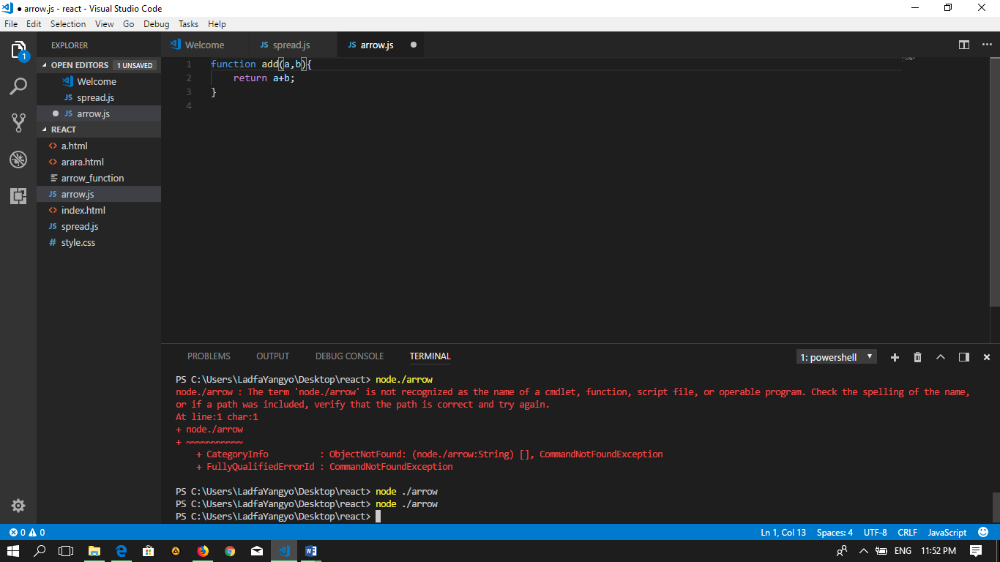 ● arrow.js - react - Visual Studio Code
File Edit Selection View Go Debug Tasks Help
1
EXPLORER
OPEN EDITORS 1 UNSAVED
Welcome
JS spread.js
● JS arrow.js
REACT
<> a.html
<> arara.html
arrow_function
JS arrow.js
<> index.html
JS spread.js
# style.css
Welcome JS spread.js JS arrow.js ●
1 function add(a,b){
2 return a+b;
3 }
4
PROBLEMS OUTPUT DEBUG CONSOLE TERMINAL 1: powershell
PS C:\Users\LadfaYangyo\Desktop\react> node./arrow
node./arrow : The term 'node./arrow' is not recognized as the name of a cmdlet, function, script file, or operable program. Check the spelling of the name,
or if a path was included, verify that the path is correct and try again.
At line:1 char:1
+ node./arrow
+ ~~~~~~~~~~~
+ CategoryInfo : ObjectNotFound: (node./arrow:String) [], CommandNotFoundException
+ FullyQualifiedErrorId : CommandNotFoundException
PS C:\Users\LadfaYangyo\Desktop\react> node ./arrow
PS C:\Users\LadfaYangyo\Desktop\react> node ./arrow
PS C:\Users\LadfaYangyo\Desktop\react>
0 0 Ln 1, Col 13 Spaces: 4 UTF-8 CRLF JavaScript
ENG 11:52 PM